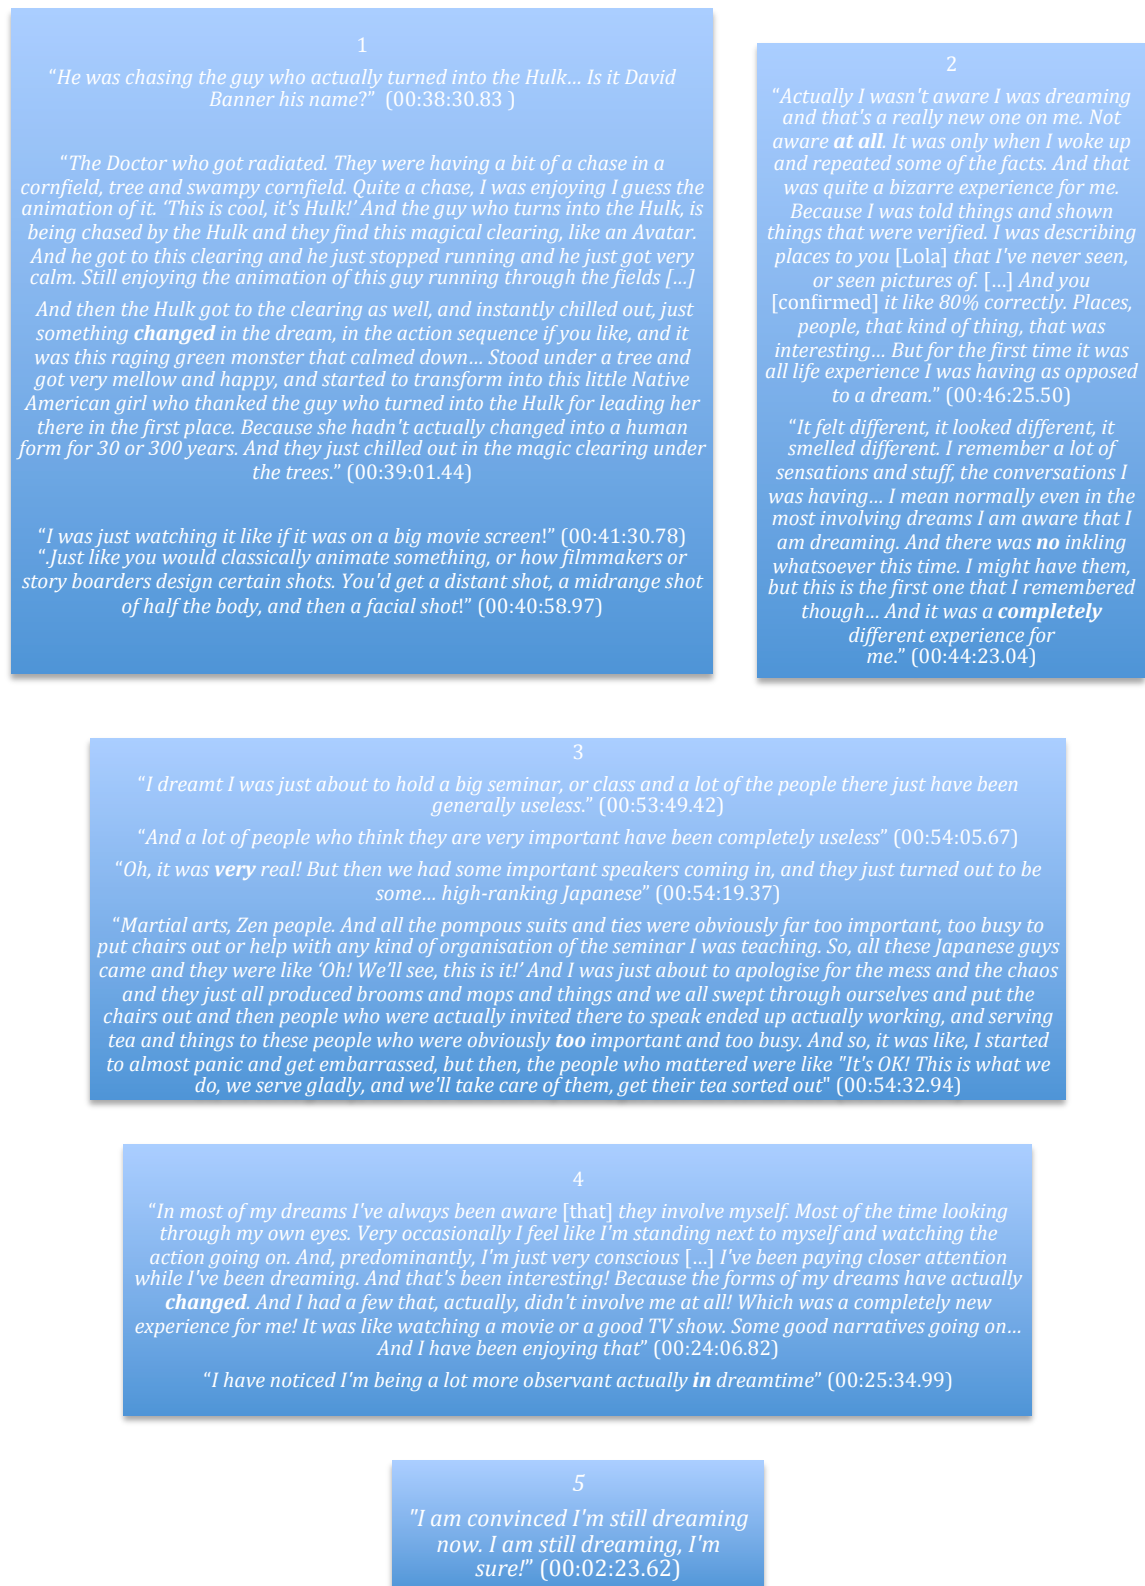 1
“He was chasing the guy who actually turned into the Hulk… Is it David
Banner his name?” (00:38:30.83 )
“The Doctor who got radiated. They were having a bit of a chase in a
cornfield, tree and swampy cornfield. Quite a chase, I was enjoying I guess the
animation of it. ‘This is cool, it's Hulk!’ And the guy who turns into the Hulk, is
being chased by the Hulk and they find this magical clearing, like an Avatar.
And he got to this clearing and he just stopped running and he just got very
calm. Still enjoying the animation of this guy running through the fields […]
And then the Hulk got to the clearing as well, and instantly chilled out, just
something changed in the dream, in the action sequence if you like, and it
was this raging green monster that calmed down… Stood under a tree and
got very mellow and happy, and started to transform into this little Native
American girl who thanked the guy who turned into the Hulk for leading her
there in the first place. Because she hadn't actually changed into a human
form for 30 or 300 years. And they just chilled out in the magic clearing under
the trees.” (00:39:01.44)
“I was just watching it like if it was on a big movie screen!” (00:41:30.78)
“.Just like you would classically animate something, or how filmmakers or
story boarders design certain shots. You'd get a distant shot, a midrange shot
of half the body, and then a facial shot!” (00:40:58.97)
2
“Actually I wasn't aware I was dreaming
and that's a really new one on me. Not
aware at all. It was only when I woke up
and repeated some of the facts. And that
was quite a bizarre experience for me.
Because I was told things and shown
things that were verified. I was describing
places to you [Lola] that I've never seen,
or seen pictures of. […] And you
[confirmed] it like 80% correctly. Places,
people, that kind of thing, that was
interesting… But for the first time it was
all life experience I was having as opposed
to a dream.” (00:46:25.50)
“It felt different, it looked different, it
smelled different. I remember a lot of
sensations and stuff, the conversations I
was having… I mean normally even in the
most involving dreams I am aware that I
am dreaming. And there was no inkling
whatsoever this time. I might have them,
but this is the first one that I remembered
though… And it was a completely
different experience for
me.” (00:44:23.04)
3
“I dreamt I was just about to hold a big seminar, or class and a lot of the people there just have been
generally useless.” (00:53:49.42)
“And a lot of people who think they are very important have been completely useless” (00:54:05.67)
“Oh, it was very real! But then we had some important speakers coming in, and they just turned out to be
some… high-ranking Japanese” (00:54:19.37)
“Martial arts, Zen people. And all the pompous suits and ties were obviously far too important, too busy to
put chairs out or help with any kind of organisation of the seminar I was teaching. So, all these Japanese guys
came and they were like ‘Oh! We’ll see, this is it!’ And I was just about to apologise for the mess and the chaos
and they just all produced brooms and mops and things and we all swept through ourselves and put the
chairs out and then people who were actually invited there to speak ended up actually working, and serving
tea and things to these people who were obviously too important and too busy. And so, it was like, I started
to almost panic and get embarrassed, but then, the people who mattered were like "It's OK! This is what we
do, we serve gladly, and we'll take care of them, get their tea sorted out" (00:54:32.94)
4
“In most of my dreams I've always been aware [that] they involve myself. Most of the time looking
through my own eyes. Very occasionally I feel like I'm standing next to myself and watching the
action going on. And, predominantly, I'm just very conscious […] I've been paying closer attention
while I've been dreaming. And that's been interesting! Because the forms of my dreams have actually
changed. And I had a few that, actually, didn't involve me at all! Which was a completely new
experience for me! It was like watching a movie or a good TV show. Some good narratives going on…
And I have been enjoying that” (00:24:06.82)
“I have noticed I'm being a lot more observant actually in dreamtime” (00:25:34.99)
5
"I am convinced I'm still dreaming
now. I am still dreaming, I'm
sure!” (00:02:23.62)